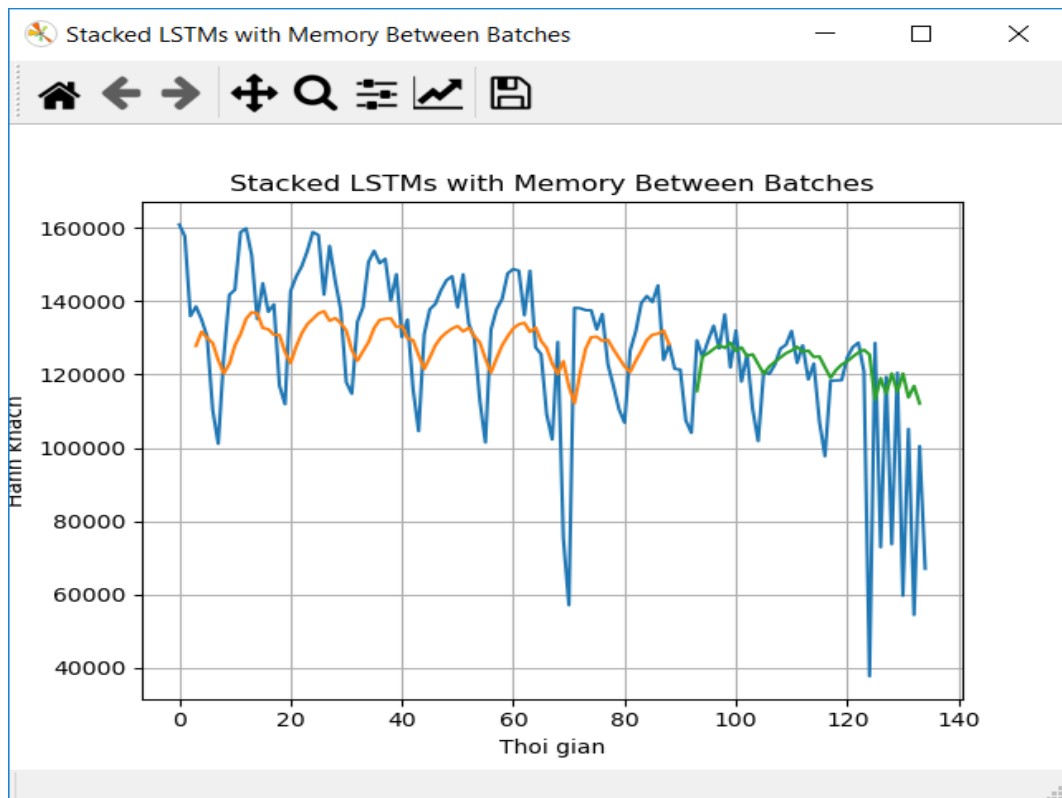 Stacked LSTMs with Memory Between Batches
Stacked LSTMs with Memory Between Batches
160000
140000
120000
100000
80000
60000
40000
Hanh khach
0 20 40 60 80 100 120 140
Thoi gian